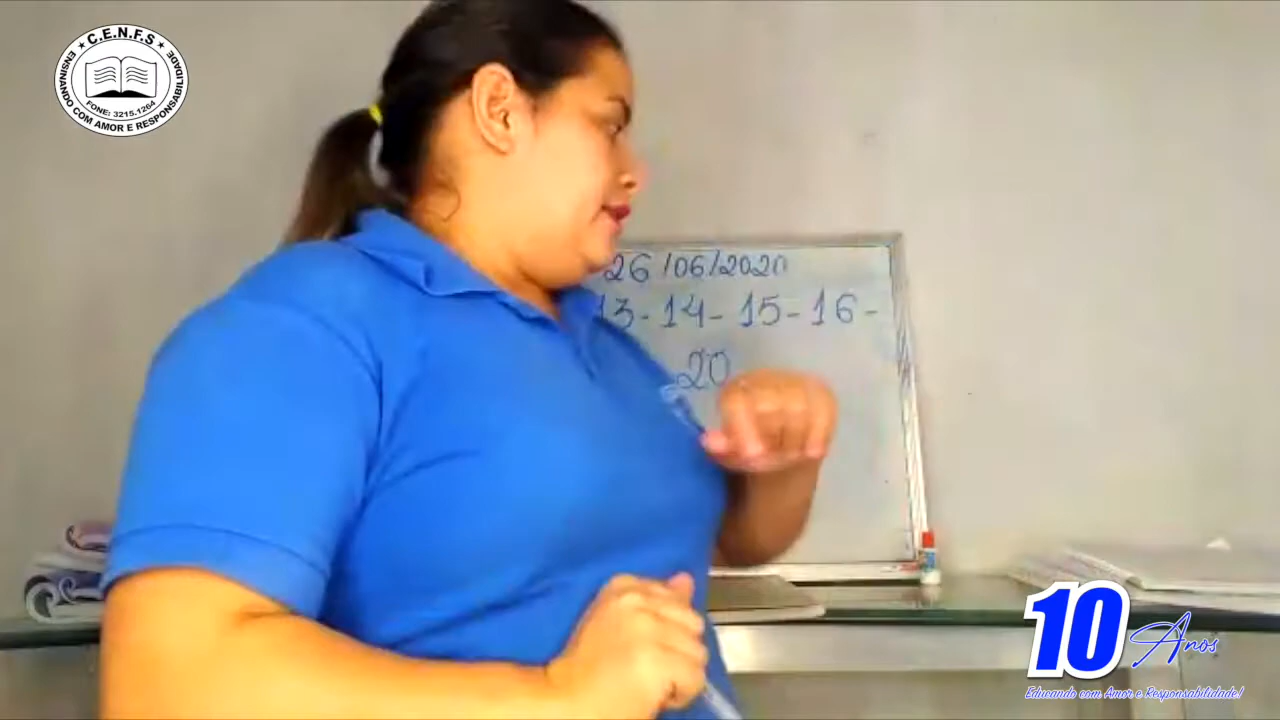 C.E.N.F.S
ENSINANDO COM AMOR E RESPONSABILIDADE
FONE: 3215.1264
26/06/2020
13-14-15-16-
20
10 Anos
Educando com Amor e Responsabilidade!